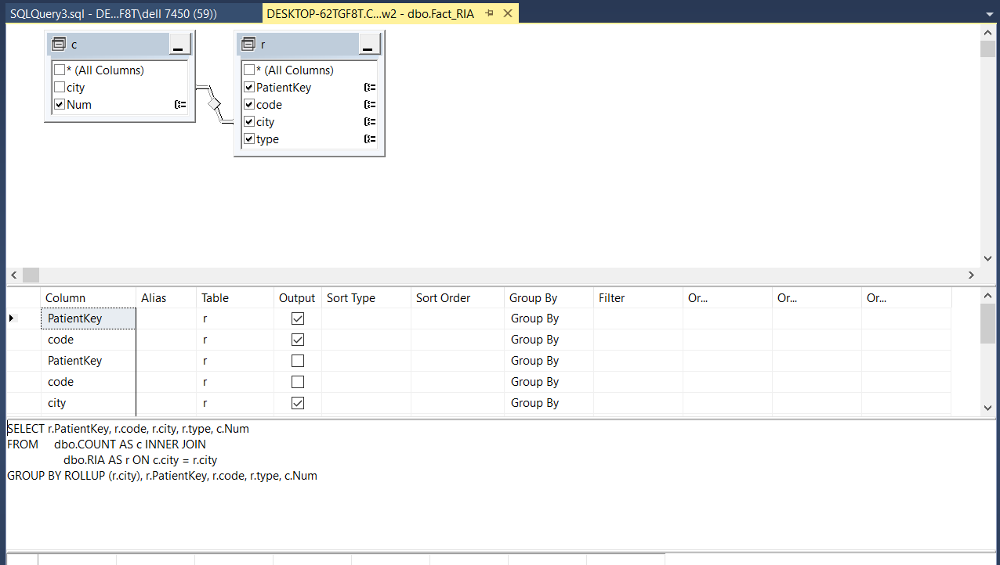 SQLQuery3.sql - DE...F8T\dell 7450 (59))
DESKTOP-62TGF8T.C...w2 - dbo.Fact_RIA
c
* (All Columns)
city
Num
r
* (All Columns)
PatientKey
code
city
type
Column Alias Table Output Sort Type Sort Order Group By Filter Or... Or... Or...
PatientKey r Group By
code r Group By
PatientKey r Group By
code r Group By
city r Group By
SELECT r.PatientKey, r.code, r.city, r.type, c.Num
FROM dbo.COUNT AS c INNER JOIN
dbo.RIA AS r ON c.city = r.city
GROUP BY ROLLUP (r.city), r.PatientKey, r.code, r.type, c.Num